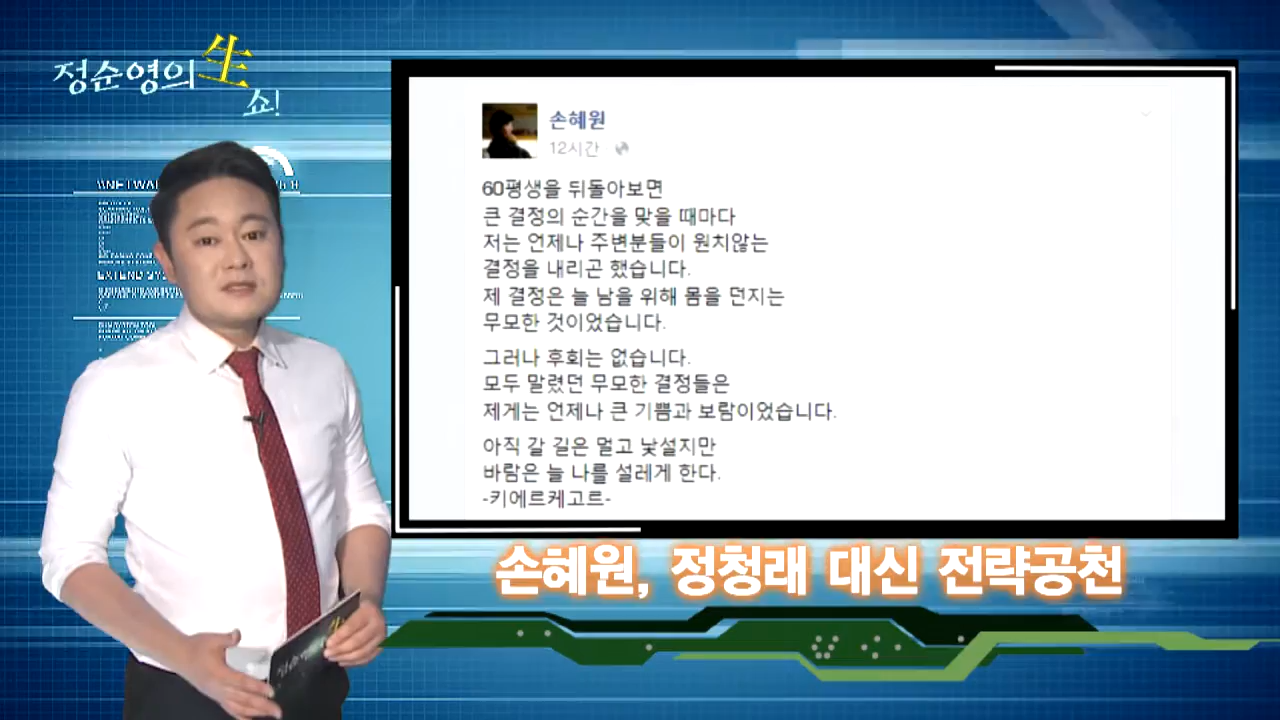 정순영의 生
쇼!
손혜원
12시간
60평생을 뒤돌아보면
큰 결정의 순간을 맞을 때마다
저는 언제나 주변분들이 원치않는
결정을 내리곤 했습니다.
제 결정은 늘 남을 위해 몸을 던지는
무모한 것이었습니다.
그러나 후회는 없습니다.
모두 말렸던 무모한 결정들은
제게는 언제나 큰 기쁨과 보람이었습니다.
아직 갈 길은 멀고 낯설지만
바람은 늘 나를 설레게 한다.
-키에르케고르-
손혜원, 정청래 대신 전략공천